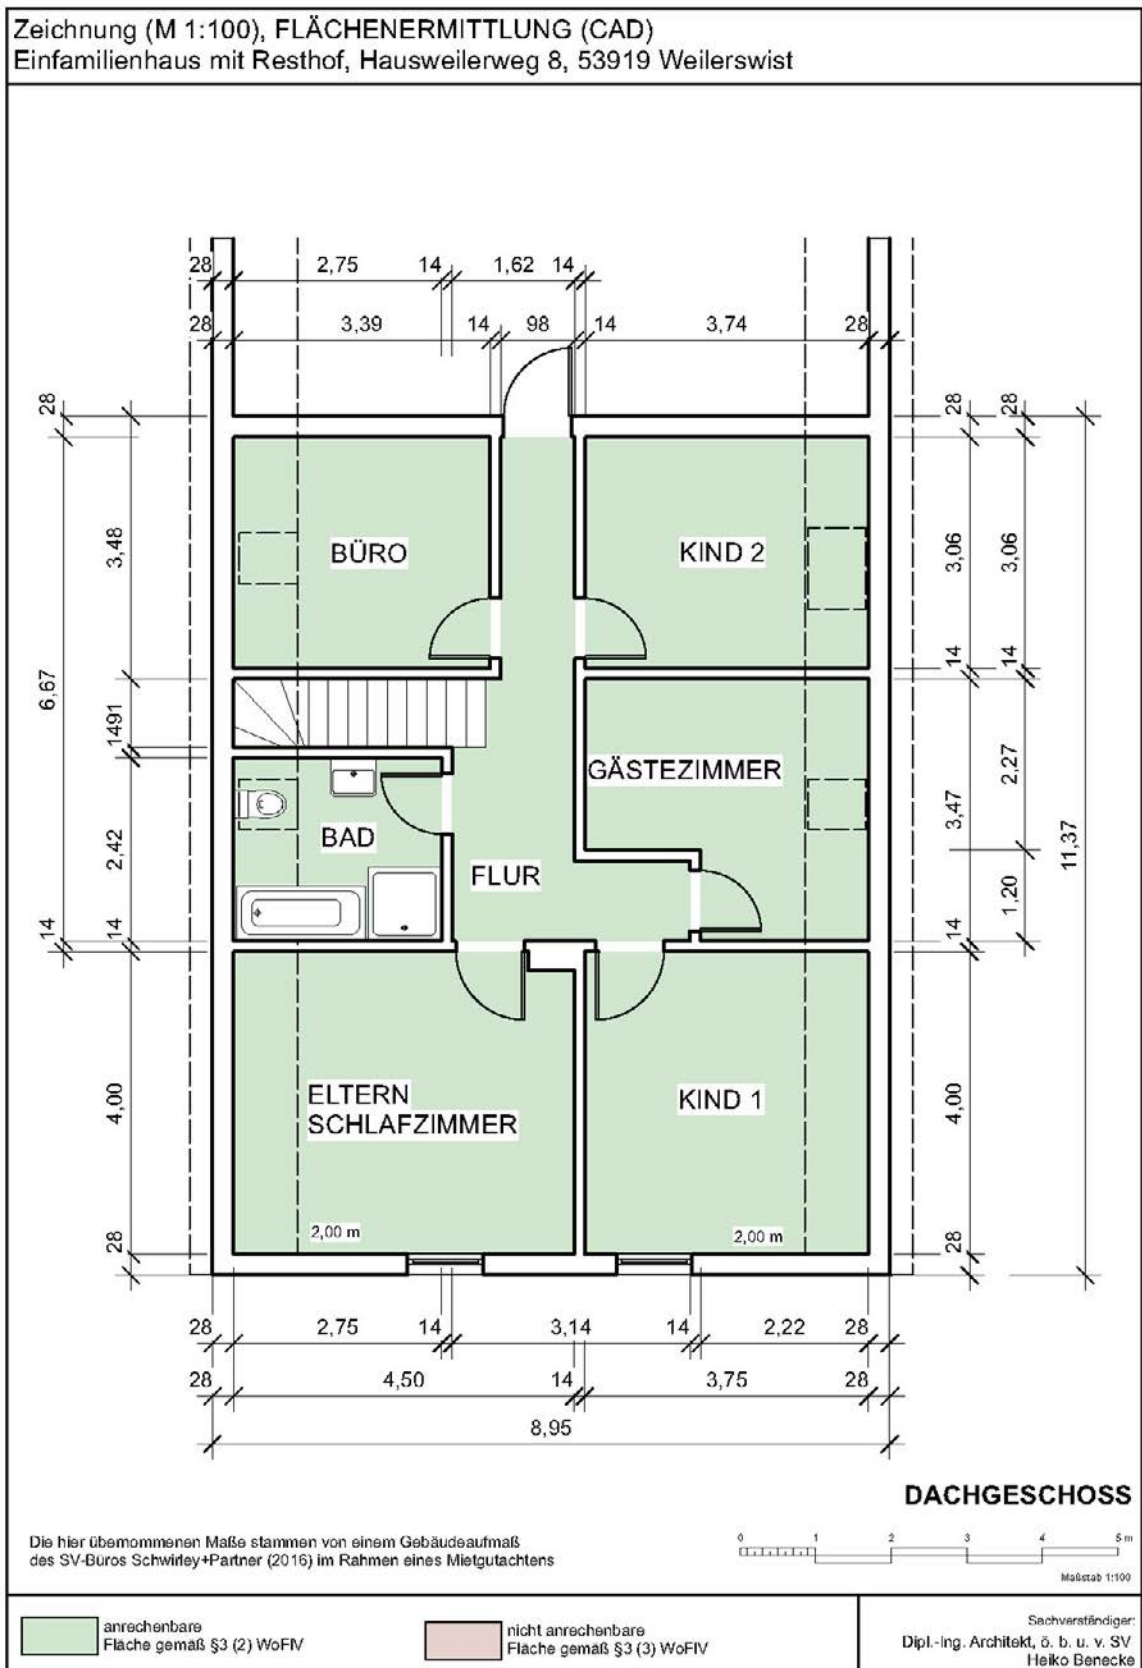 Zeichnung (M 1:100), FLÄCHENERMITTLUNG (CAD)
Einfamilienhaus mit Resthof, Hausweilerweg 8, 53919 Weilerswist
28 2,75 14 1,62 14
28 3,39 14 98 14 3,74 28
28
28
28
3,48
BÜRO
KIND 2
3,06
3,06
14
14
6,67
1491
GÄSTEZIMMER
2,27
3,47
11,37
BAD
2,42
FLUR
1,20
14
14
14
4,00
ELTERN
SCHLAFZIMMER
KIND 1
4,00
2,00 m
2,00 m
28
28
28 2,75 14 3,14 14 2,22 28
28 4,50 14 3,75 28
8,95
DACHGESCHOSS
Die hier übernommenen Maße stammen von einem Gebäudeaufmaß
des SV-Büros Schwirley+Partner (2016) im Rahmen eines Mietgutachtens
0 1 2 3 4 5 m
Maßstab 1:100
anrechenbare
Fläche gemäß §3 (2) WoFlV
nicht anrechenbare
Fläche gemäß §3 (3) WoFlV
Sachverständiger:
Dipl.-Ing. Architekt, ö. b. u. v. SV
Heiko Benecke